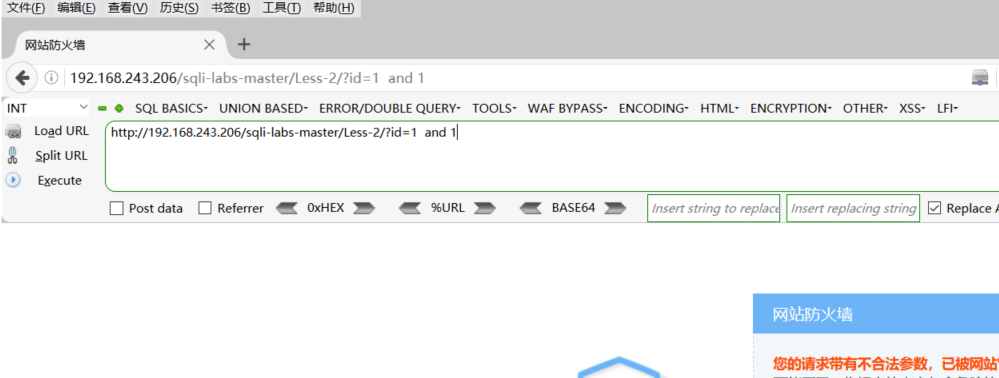 文件(F) 编辑(E) 查看(V) 历史(S) 书签(B) 工具(T) 帮助(H)
网站防火墙
192.168.243.206/sqli-labs-master/Less-2/?id=1 and 1
INT SQL BASICS UNION BASED ERROR/DOUBLE QUERY TOOLS WAF BYPASS ENCODING HTML ENCRYPTION OTHER XSS LFI
Load URL http://192.168.243.206/sqli-labs-master/Less-2/?id=1 and 1
Split URL
Execute
Post data Referrer 0xHEX %URL BASE64 Insert string to replace Insert replacing string Replace A
网站防火墙
您的请求带有不合法参数，已被网站